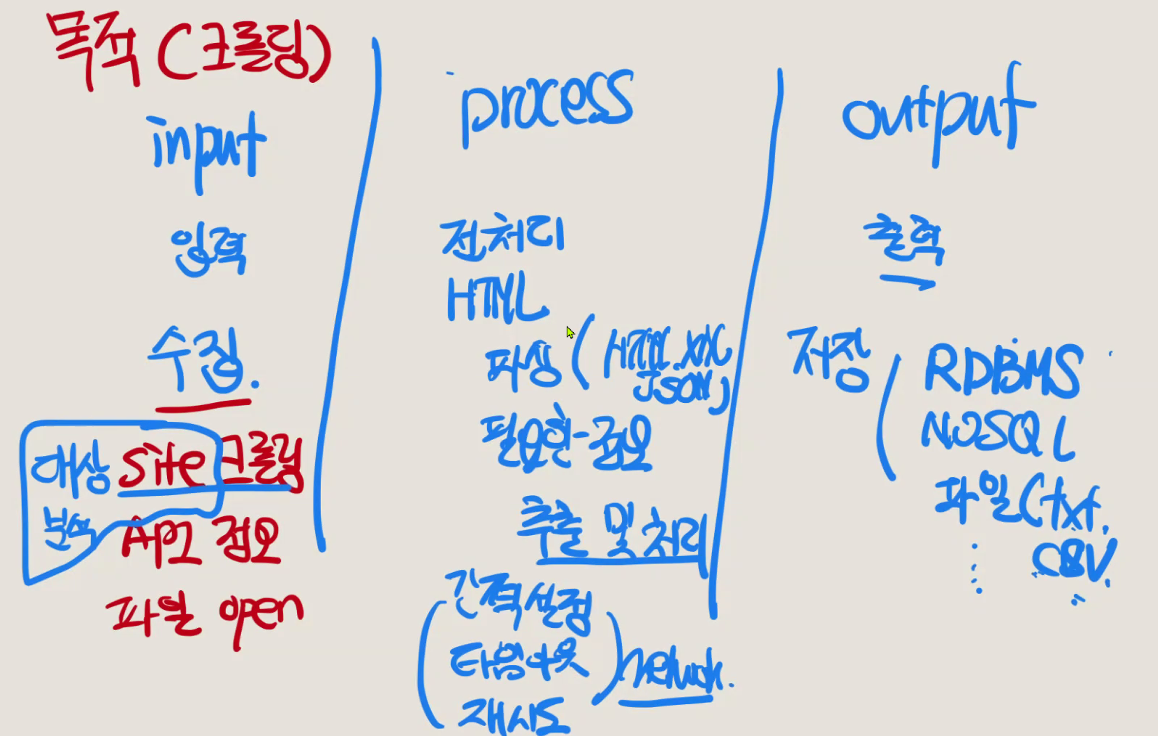 목적 (크롤링)
input
입력
수집.
대상 site 크롤링
분석 API 정보
파일 open
process
전처리
HTML
파싱 (HTML, XML
JSON)
필요한 정보
추출 및 처리
간격설정
타임아웃
재시도
network.
output
출력
저장
RDBMS
NOSQL
파일 (txt,
CSV